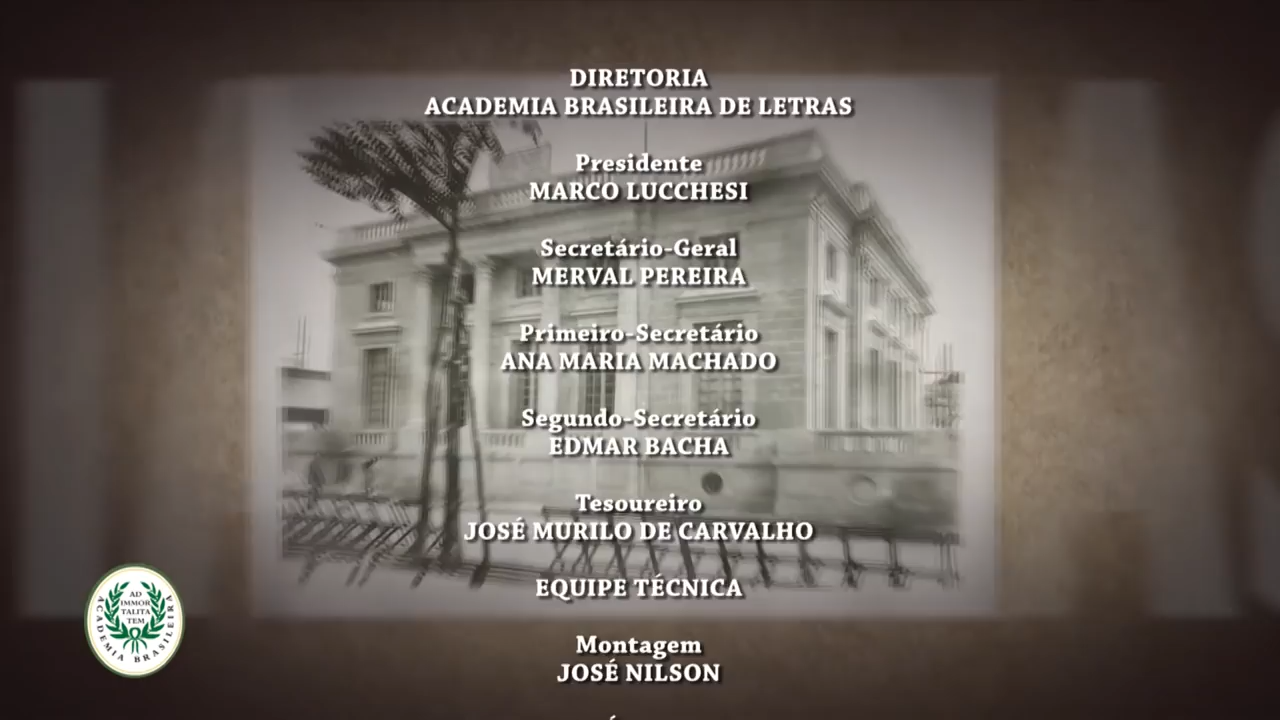 DIRETORIA
ACADEMIA BRASILEIRA DE LETRAS
Presidente
MARCO LUCCHESI
Secretário-Geral
MERVAL PEREIRA
Primeiro-Secretário
ANA MARIA MACHADO
Segundo-Secretário
EDMAR BACHA
Tesoureiro
JOSÉ MURILO DE CARVALHO
EQUIPE TÉCNICA
Montagem
JOSÉ NILSON
AD
IMMOR
TALITA
TEM
ACADEMIA BRASILEIRA